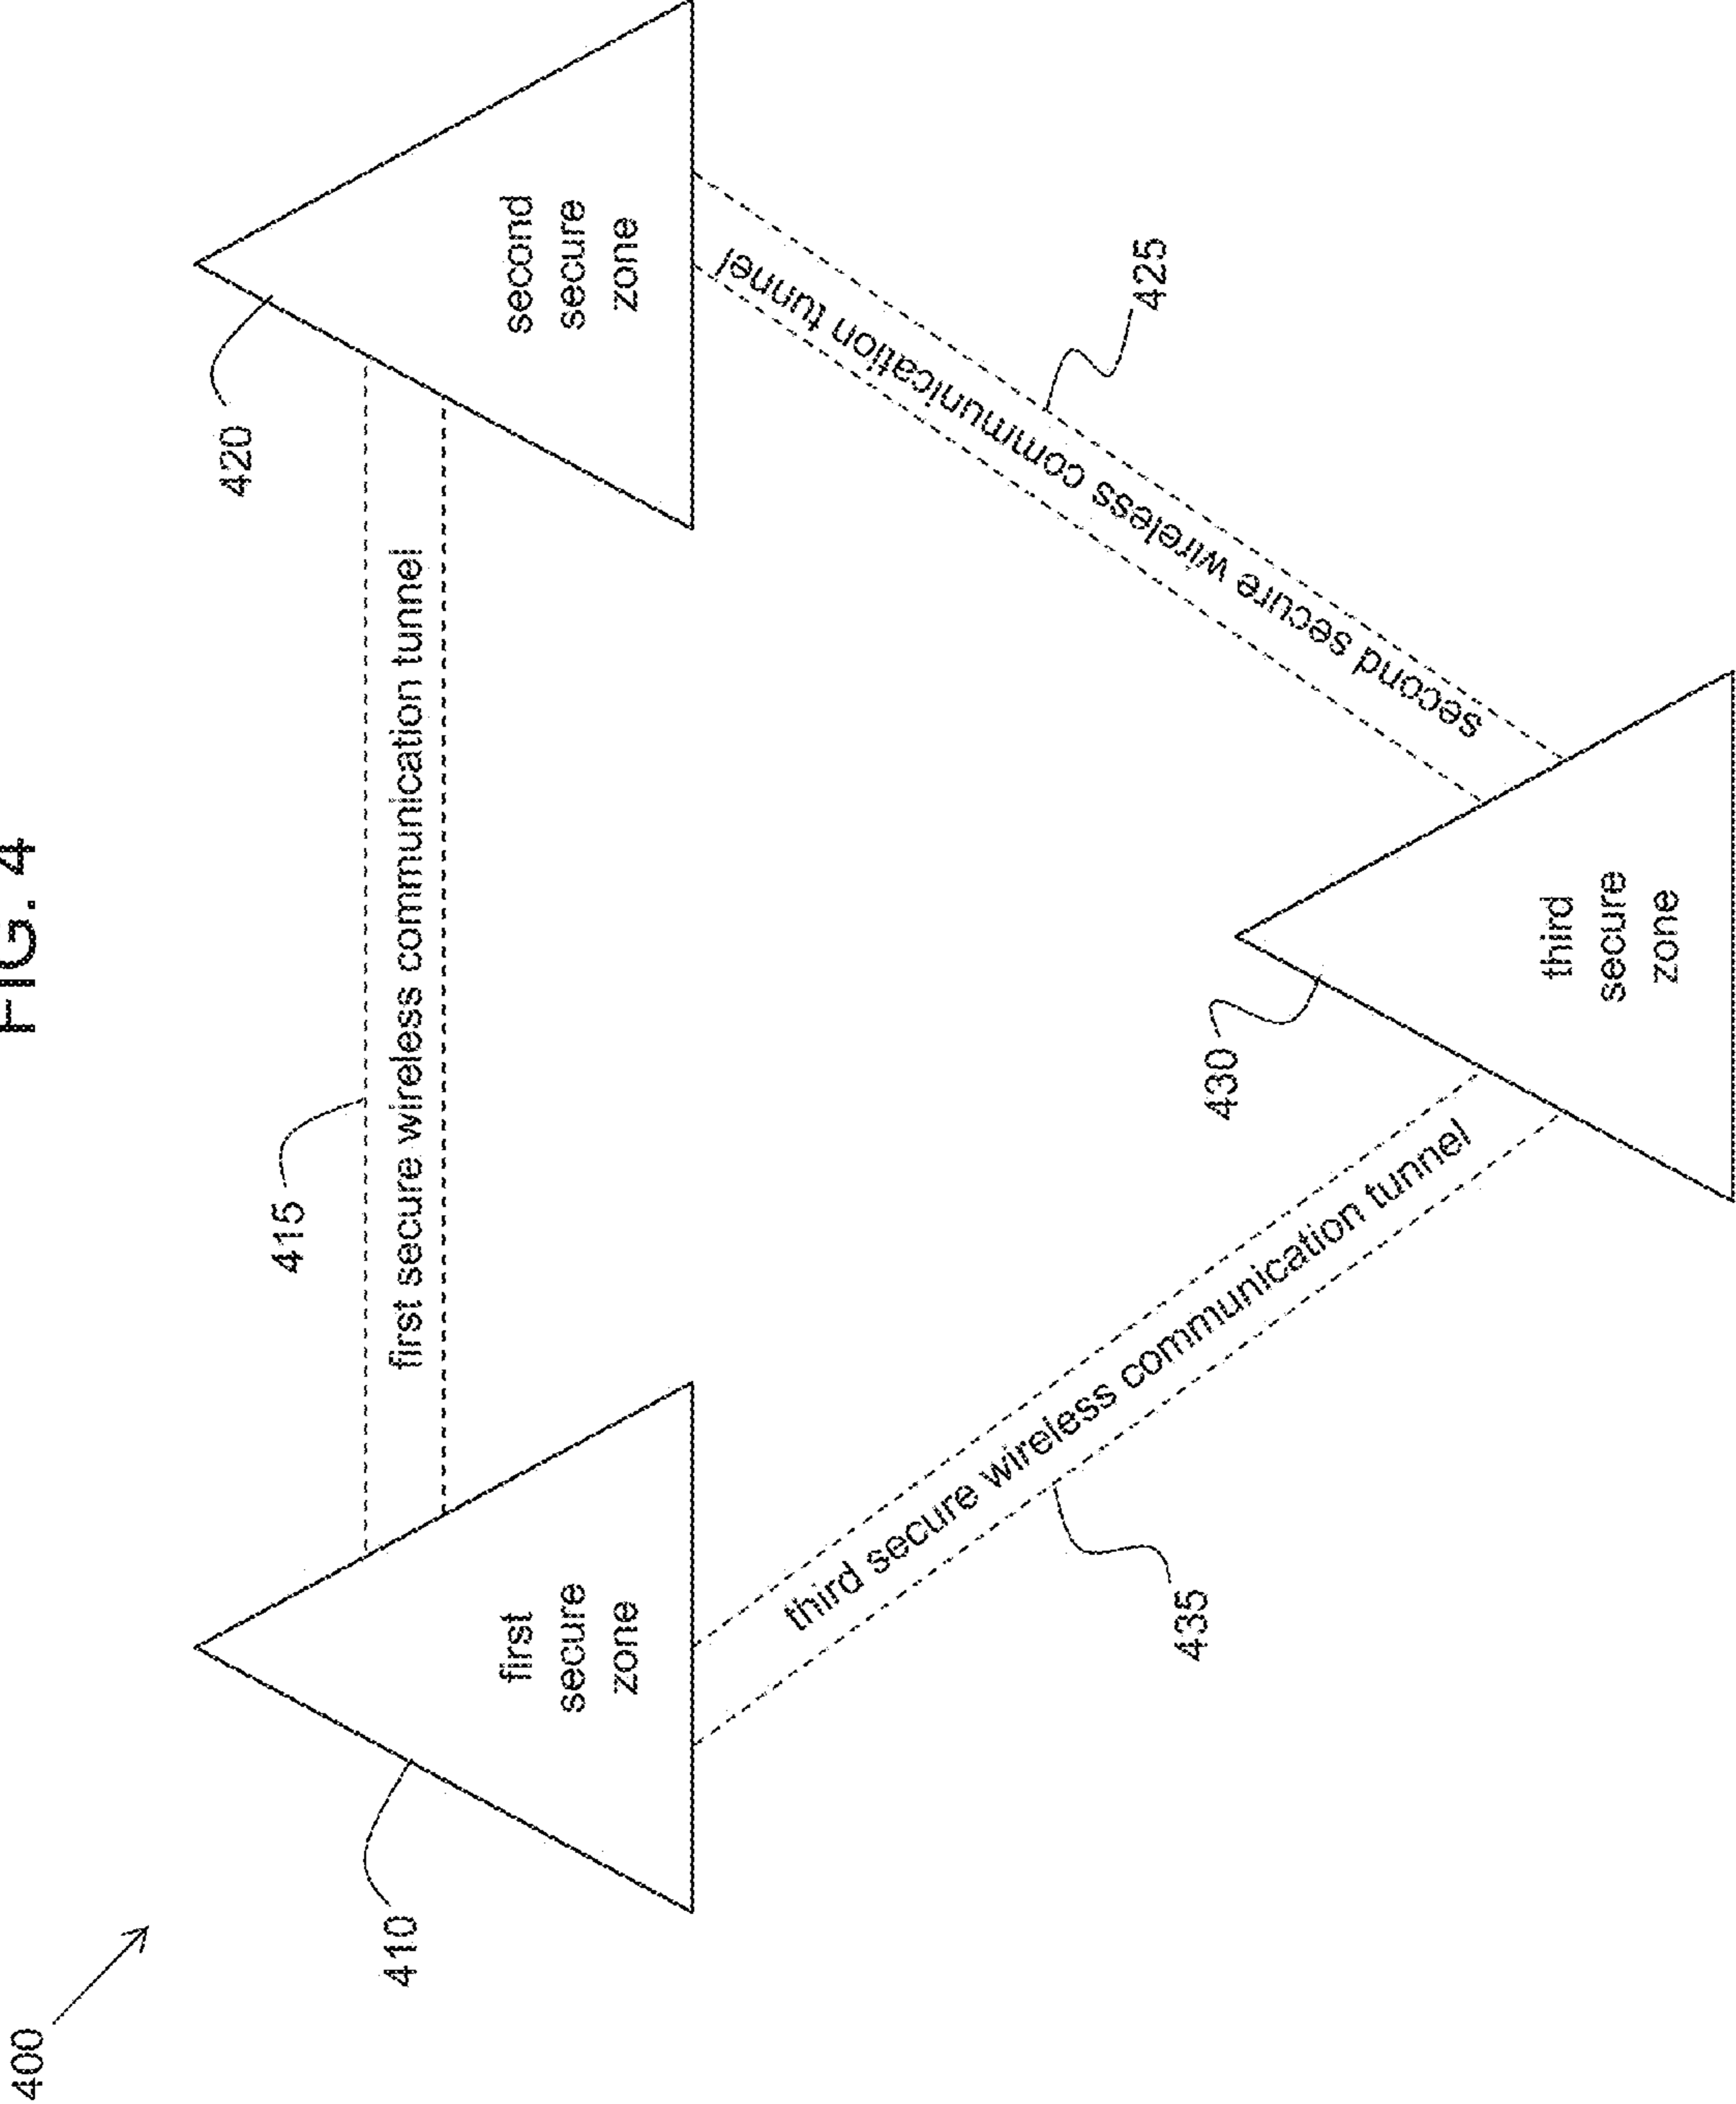 FIG. 4
400
410
first
secure
zone
415
first secure wireless communication tunnel
420
second
secure
zone
425
second secure wireless communication tunnel
430
third
secure
zone
435
third secure wireless communication tunnel